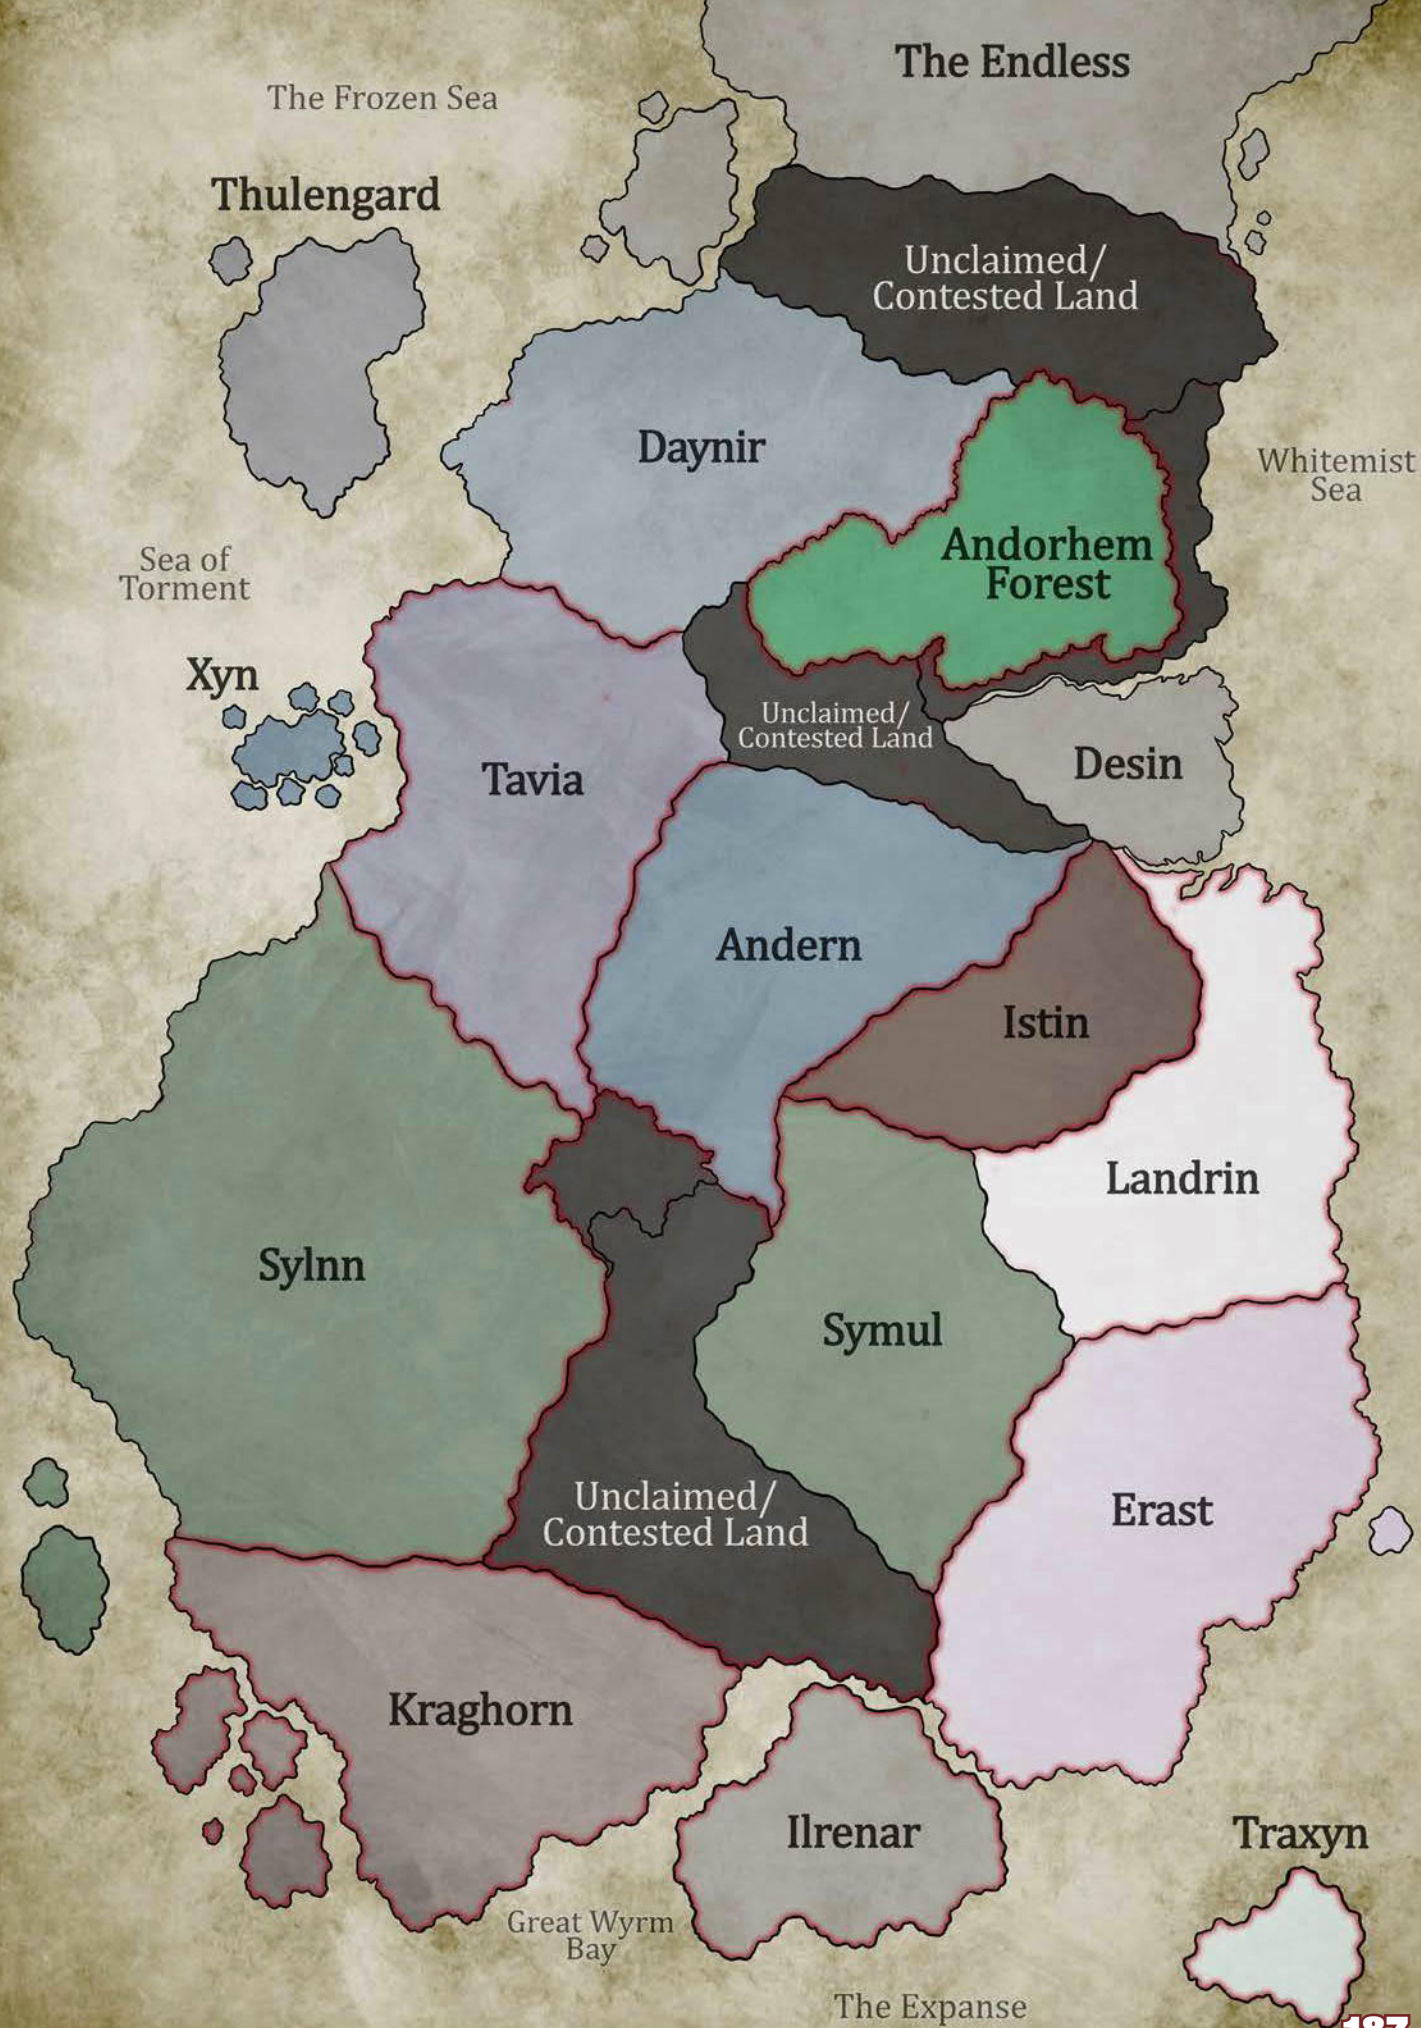 The Endless
The Frozen Sea
Thulengard
Unclaimed/
Contested Land
Daynir
Whitemist
Sea
Andorhem
Forest
Sea of
Torment
Xyn
Unclaimed/
Contested Land
Desin
Tavia
Andern
Istin
Landrin
Sylnn
Symul
Unclaimed/
Contested Land
Erast
Kraghorn
Ilrenar
Traxyn
Great Wyrm
Bay
The Expanse
187